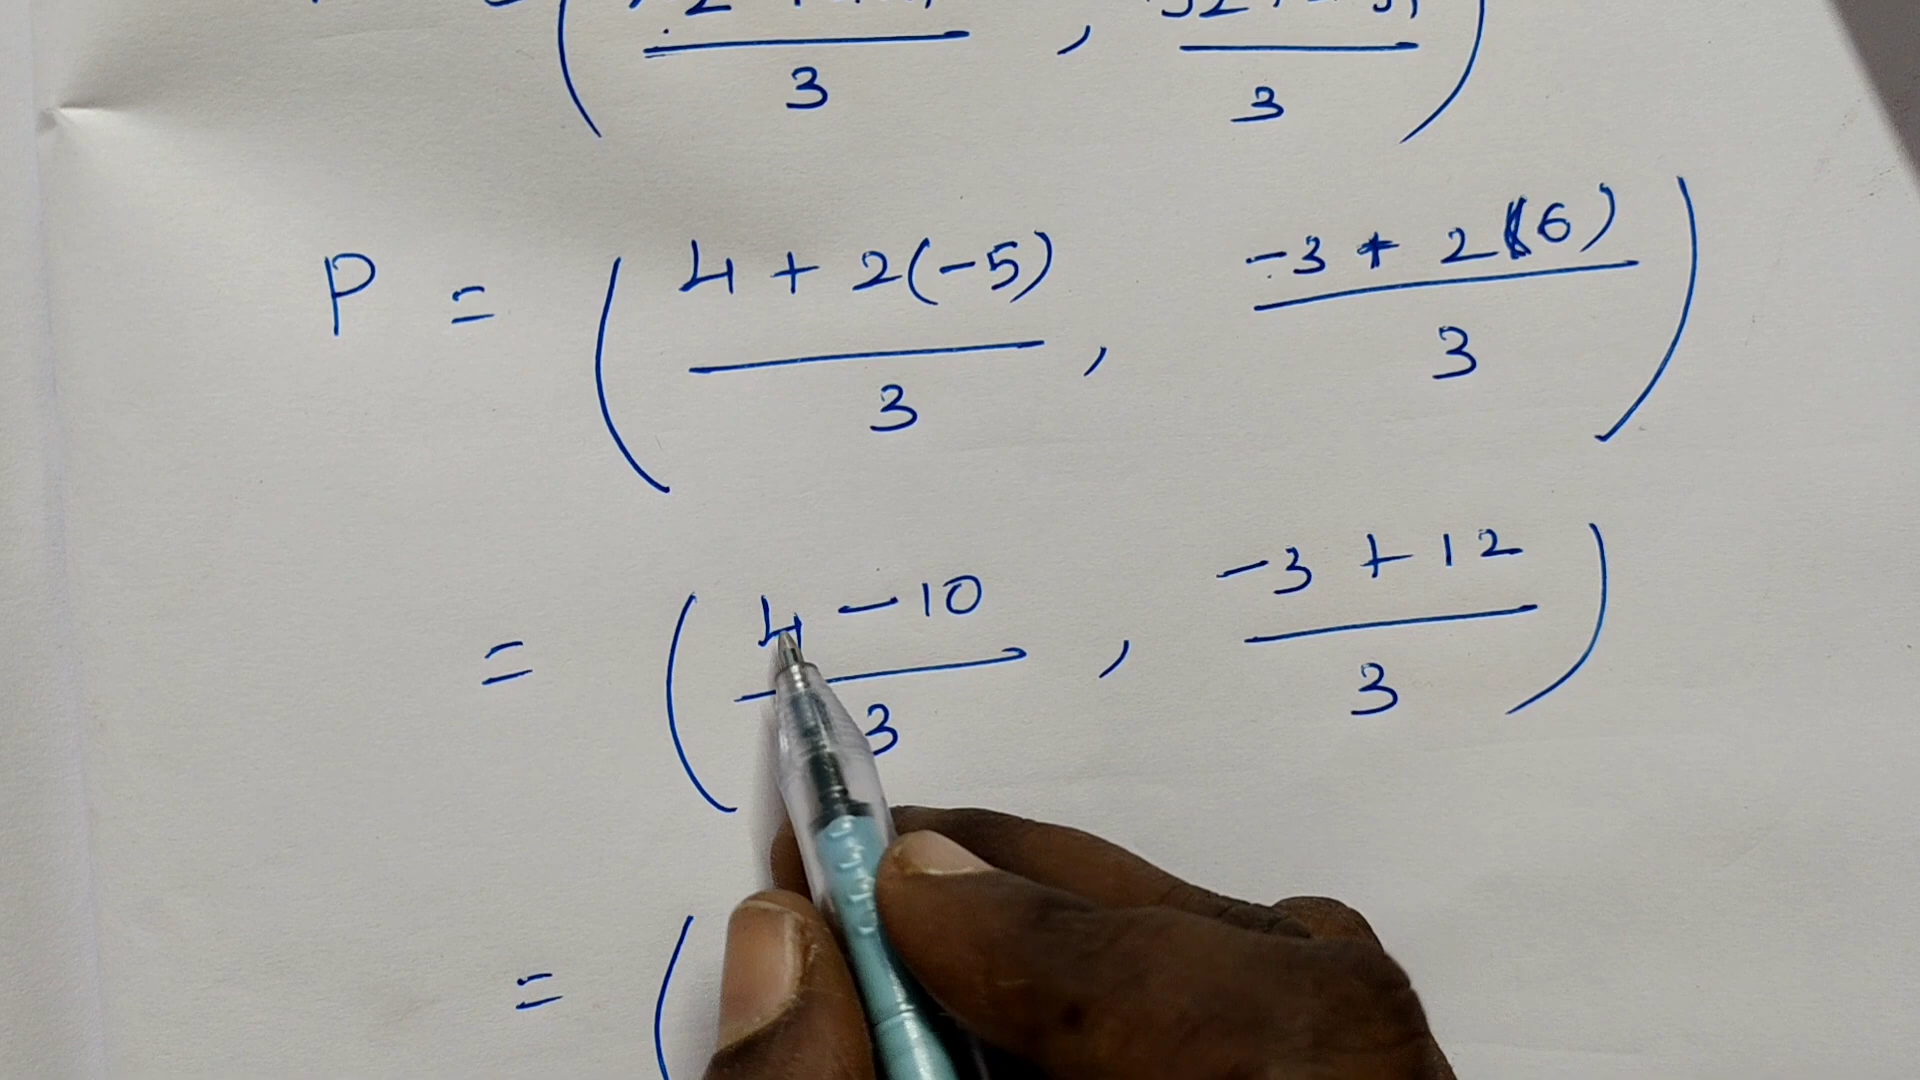 3 , 3
P = ( 4 + 2(-5) / 3 , -3 + 2(6) / 3 )
= ( 4 - 10 / 3 , -3 + 12 / 3 )
= (